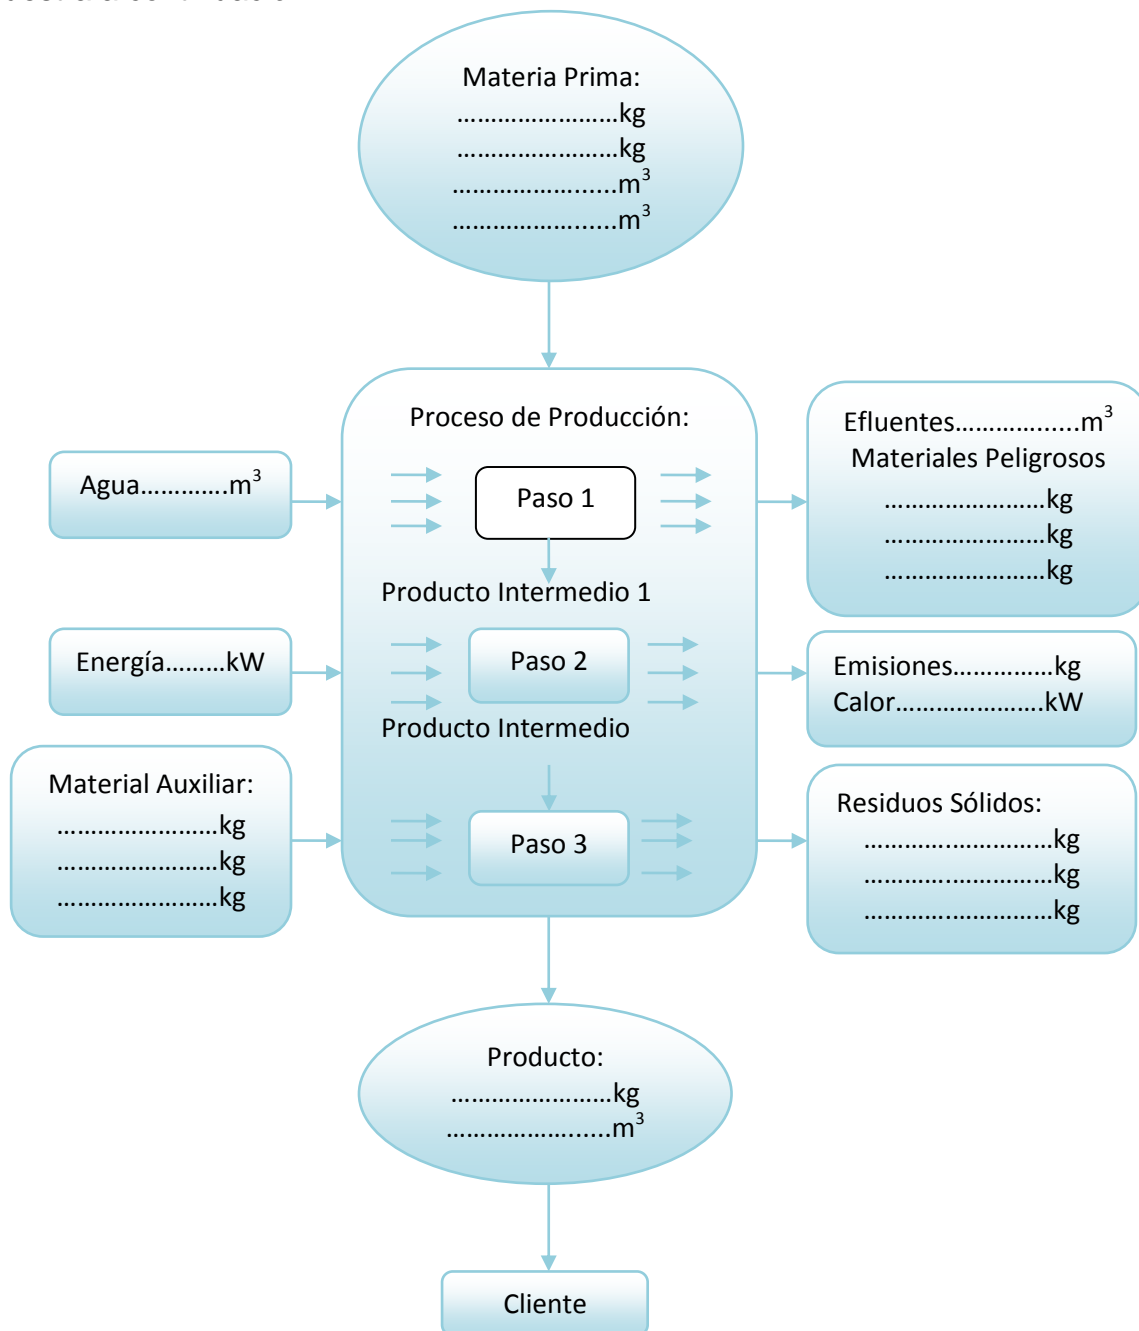 Materia Prima:
……………………kg
……………………kg
……………….......m³
……………….......m³
Proceso de Producción:
Agua………….m³
Paso 1
Efluentes……………......m³
Materiales Peligrosos
……………………kg
……………………kg
……………………kg
Producto Intermedio 1
Energía………kW
Paso 2
Emisiones……………kg
Calor………………….kW
Producto Intermedio
Material Auxiliar:
……………………kg
……………………kg
……………………kg
Paso 3
Residuos Sólidos:
………….……………kg
………….……………kg
………….……………kg
Producto:
……………………kg
……………….......m³
Cliente